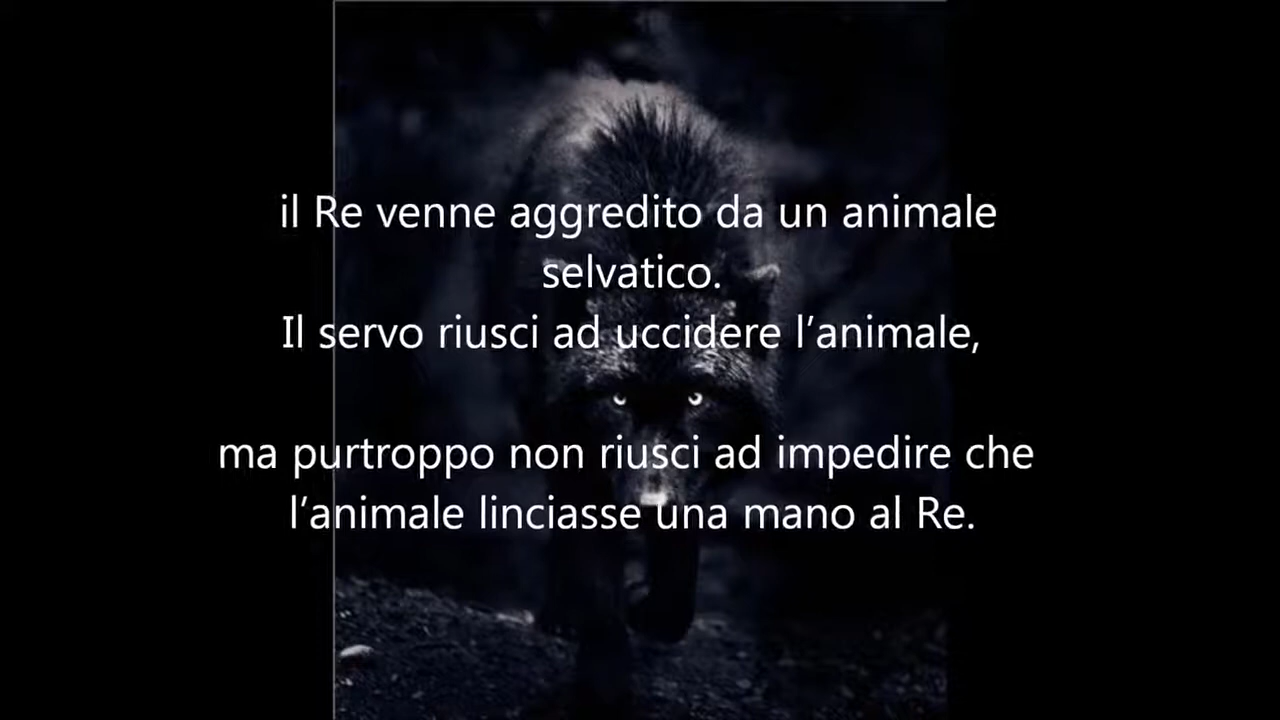 il Re venne aggredito da un animale
selvatico.
Il servo riusci ad uccidere l’animale,
ma purtroppo non riusci ad impedire che
l’animale linciasse una mano al Re.